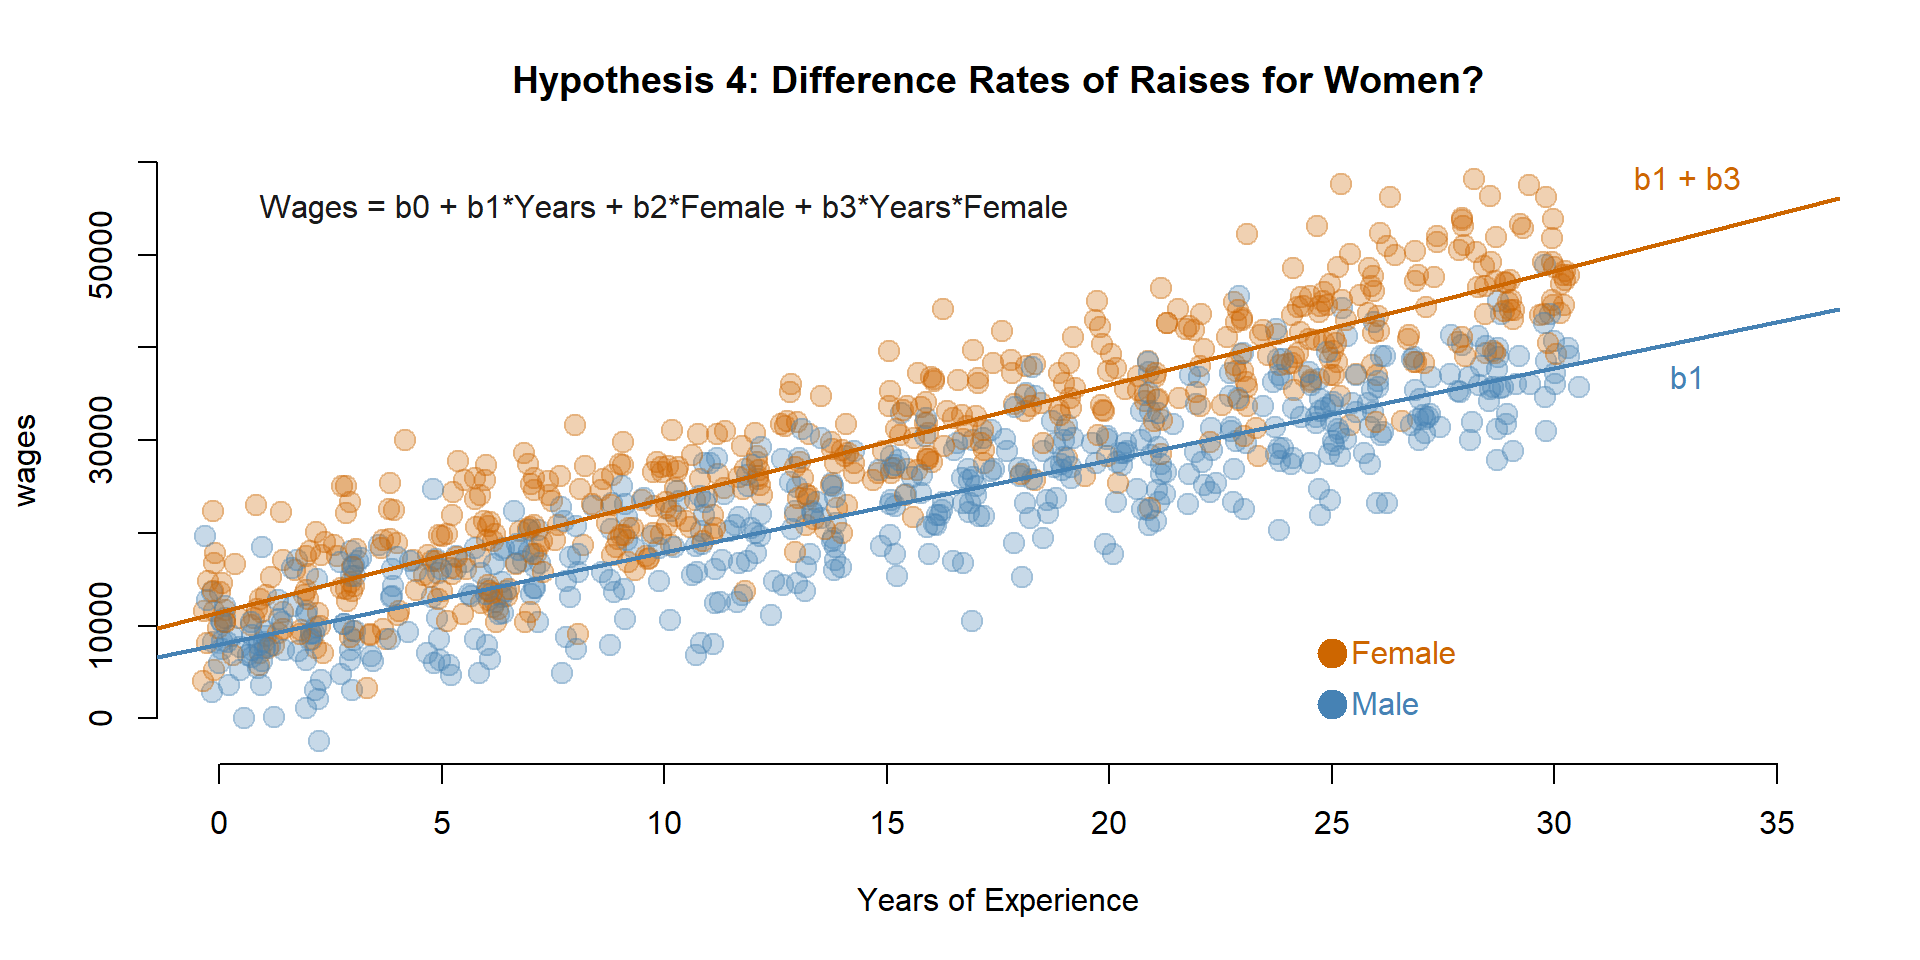 Hypothesis 4: Difference Rates of Raises for Women?
Wages = b0 + b1*Years + b2*Female + b3*Years*Female
b1 + b3
b1
50000
30000
10000
0
wages
Female
Male
0 5 10 15 20 25 30 35
Years of Experience